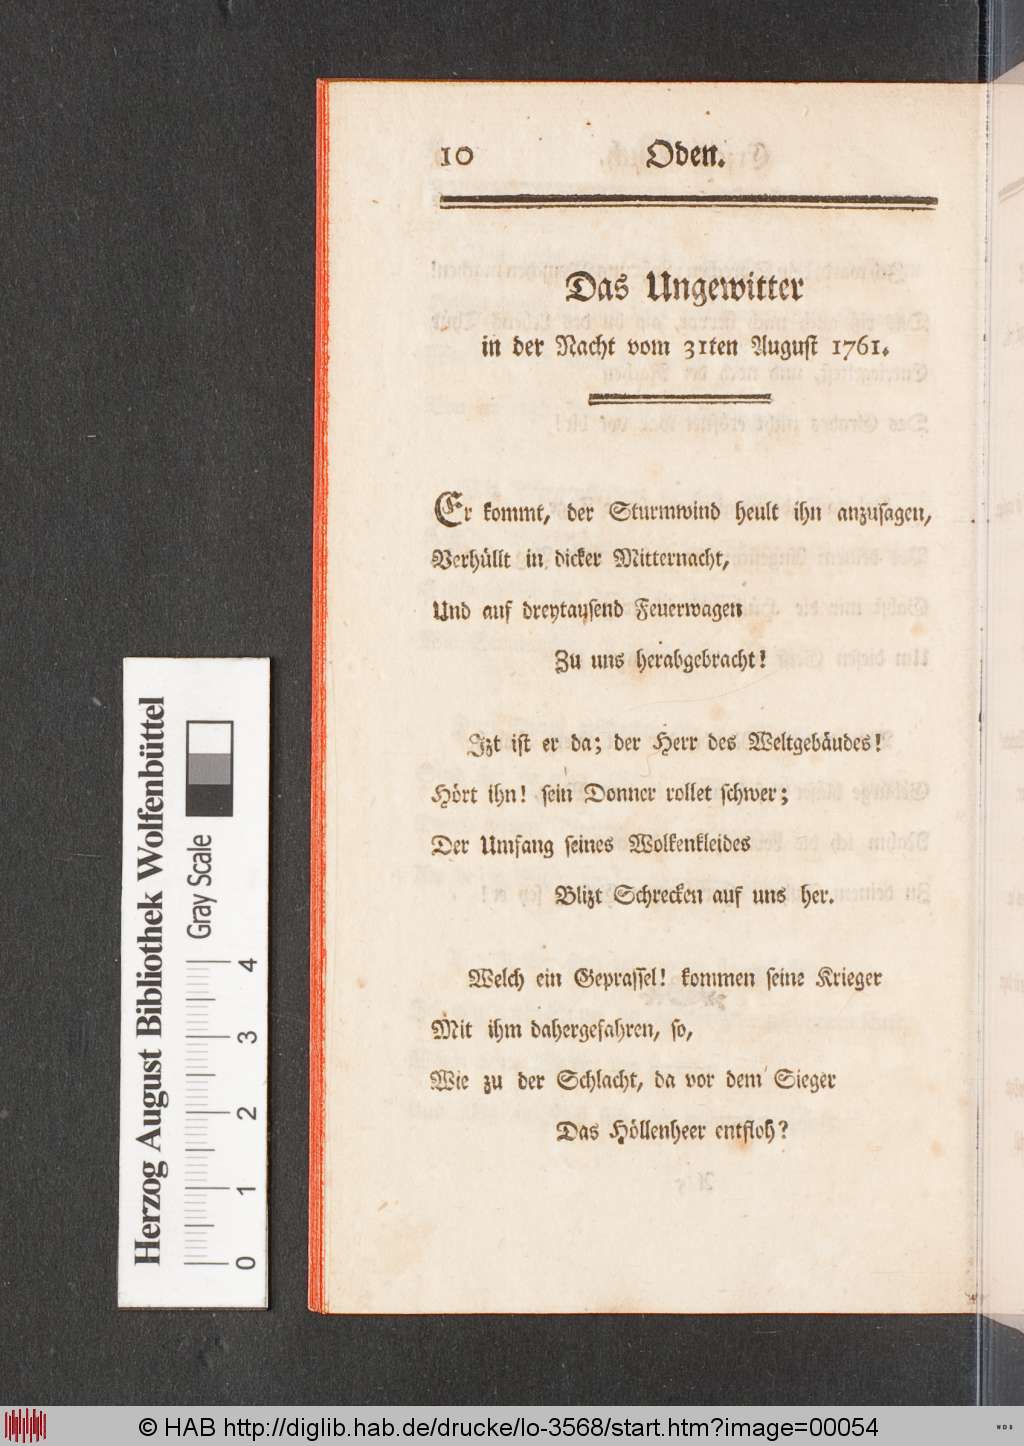 10 Oden.
Das Ungewitter
in der Nacht vom 31ten August 1761.
Er kommt, der Sturmwind heult ihn anzusagen,
Verhüllt in dicker Mitternacht,
Und auf dreytausend Feuerwagen
Zu uns herabgebracht!
Izt ist er da; der Herr des Weltgebäudes!
Hört ihn! sein Donner rollet schwer;
Der Umfang seines Wolkenkleides
Blizt Schrecken auf uns her.
Welch ein Geprassel! kommen seine Krieger
Mit ihm dahergefahren, so,
Wie zu der Schlacht, da vor dem Sieger
Das Höllenheer entfloh?
Herzog August Bibliothek Wolfenbüttel
Gray Scale
0 1 2 3 4
© HAB http://diglib.hab.de/drucke/lo-3568/start.htm?image=00054